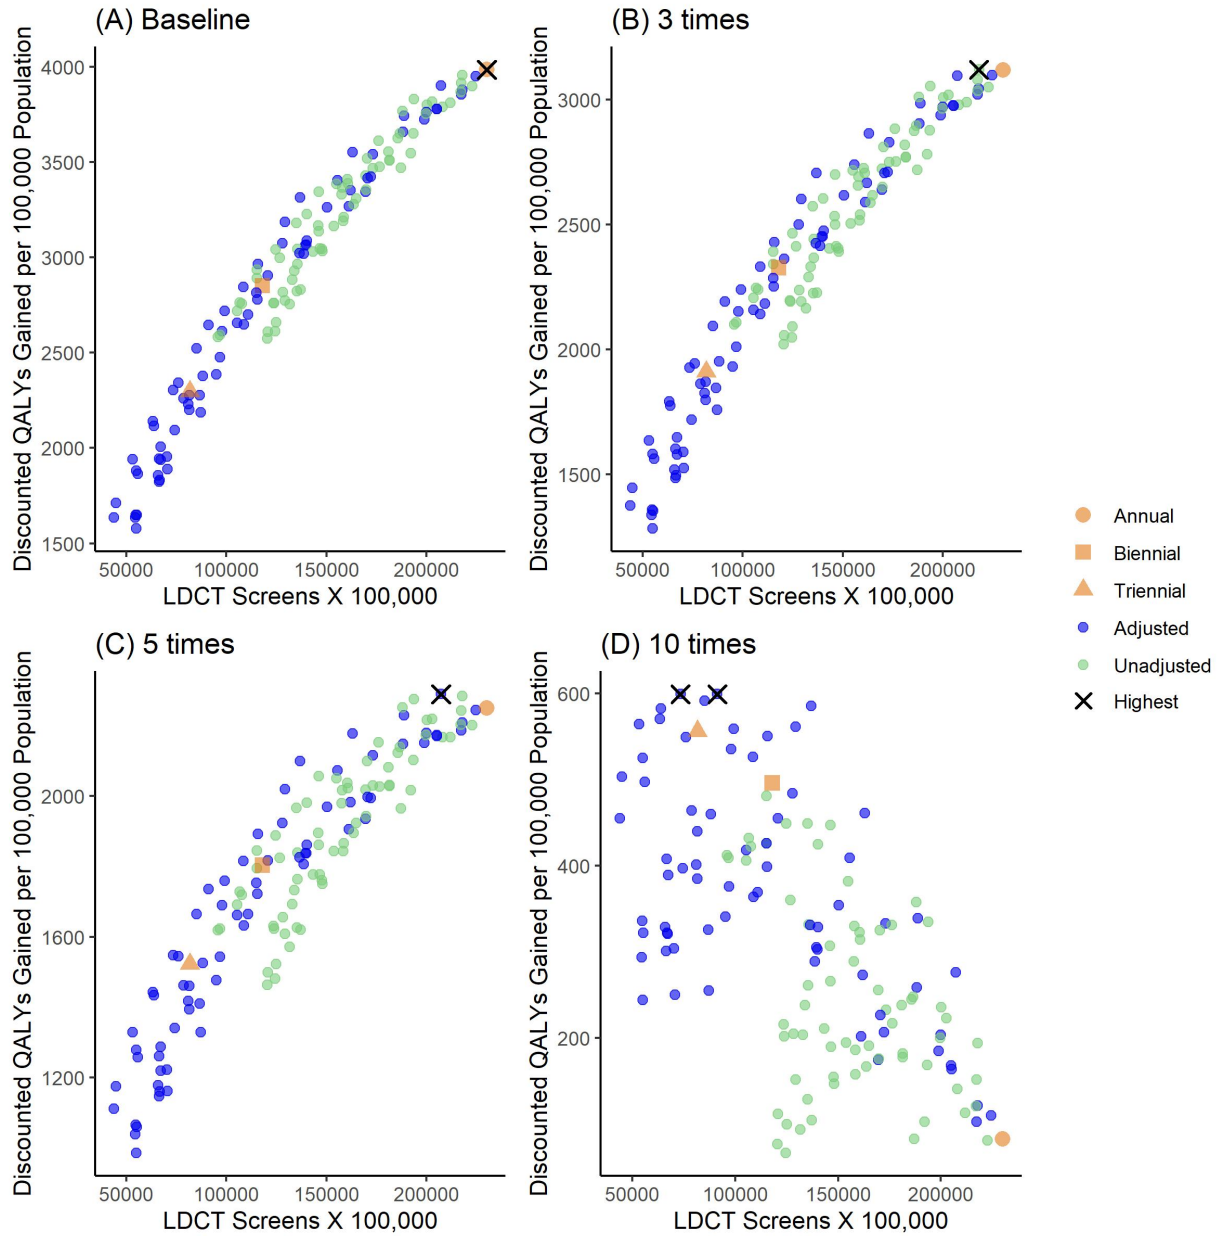 (A) Baseline
Discounted QALYs Gained per 100,000 Population
4000
3500
3000
2500
2000
1500
50000 100000 150000 200000
LDCT Screens X 100,000
(B) 3 times
Discounted QALYs Gained per 100,000 Population
3000
2500
2000
1500
50000 100000 150000 200000
LDCT Screens X 100,000
(C) 5 times
Discounted QALYs Gained per 100,000 Population
2000
1600
1200
50000 100000 150000 200000
LDCT Screens X 100,000
(D) 10 times
Discounted QALYs Gained per 100,000 Population
600
400
200
50000 100000 150000 200000
LDCT Screens X 100,000
Annual
Biennial
Triennial
Adjusted
Unadjusted
Highest